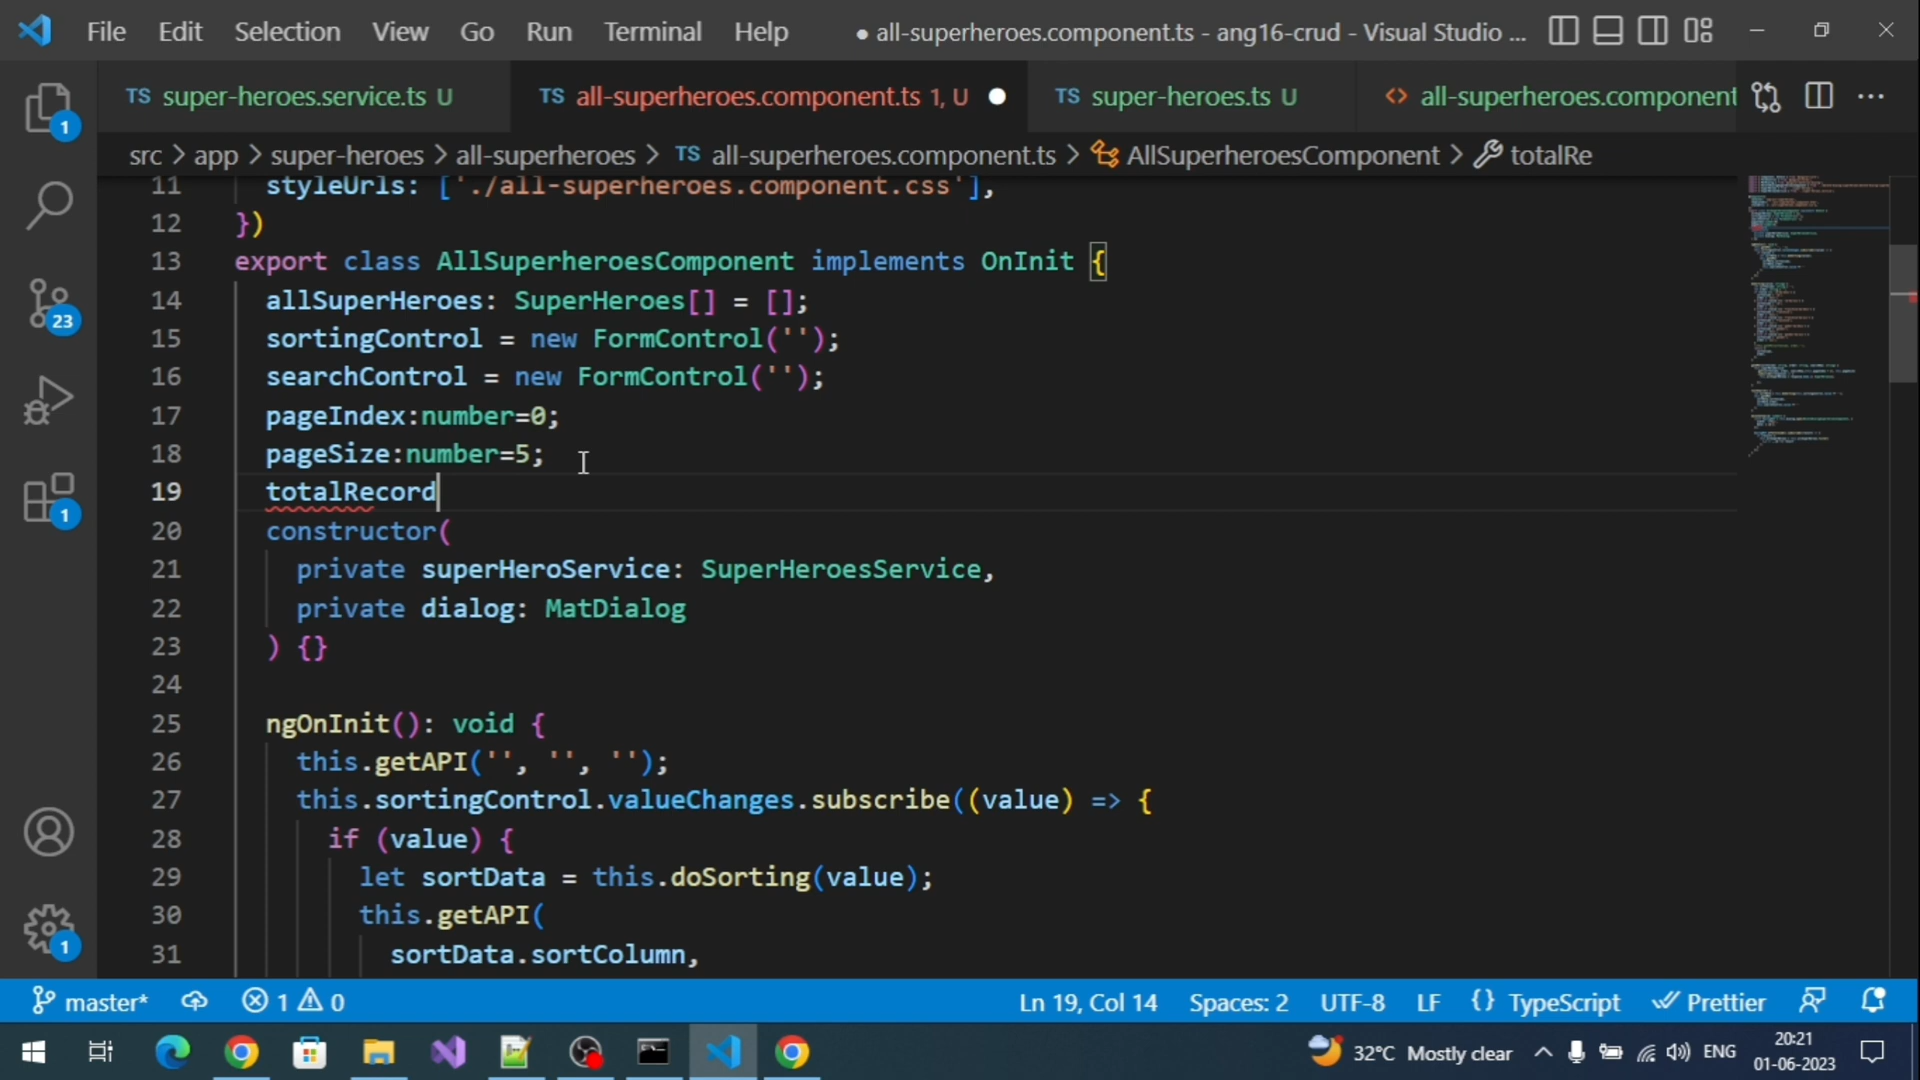 File Edit Selection View Go Run Terminal Help ● all-superheroes.component.ts - ang16-crud - Visual Studio ...
TS super-heroes.service.ts U TS all-superheroes.component.ts 1, U TS super-heroes.ts U <> all-superheroes.component
src > app > super-heroes > all-superheroes > TS all-superheroes.component.ts > AllSuperheroesComponent > totalRe
11 styleUrls: ['./all-superheroes.component.css'],
12 })
13 export class AllSuperheroesComponent implements OnInit {
14 allSuperHeroes: SuperHeroes[] = [];
15 sortingControl = new FormControl('');
16 searchControl = new FormControl('');
17 pageIndex:number=0;
18 pageSize:number=5;
19 totalRecord
20 constructor(
21 private superHeroService: SuperHeroesService,
22 private dialog: MatDialog
23 ) {}
24
25 ngOnInit(): void {
26 this.getAPI('', '', '');
27 this.sortingControl.valueChanges.subscribe((value) => {
28 if (value) {
29 let sortData = this.doSorting(value);
30 this.getAPI(
31 sortData.sortColumn,
1
23
1
1
master* 1 0 Ln 19, Col 14 Spaces: 2 UTF-8 LF {} TypeScript Prettier
32°C Mostly clear ENG 20:21
01-06-2023